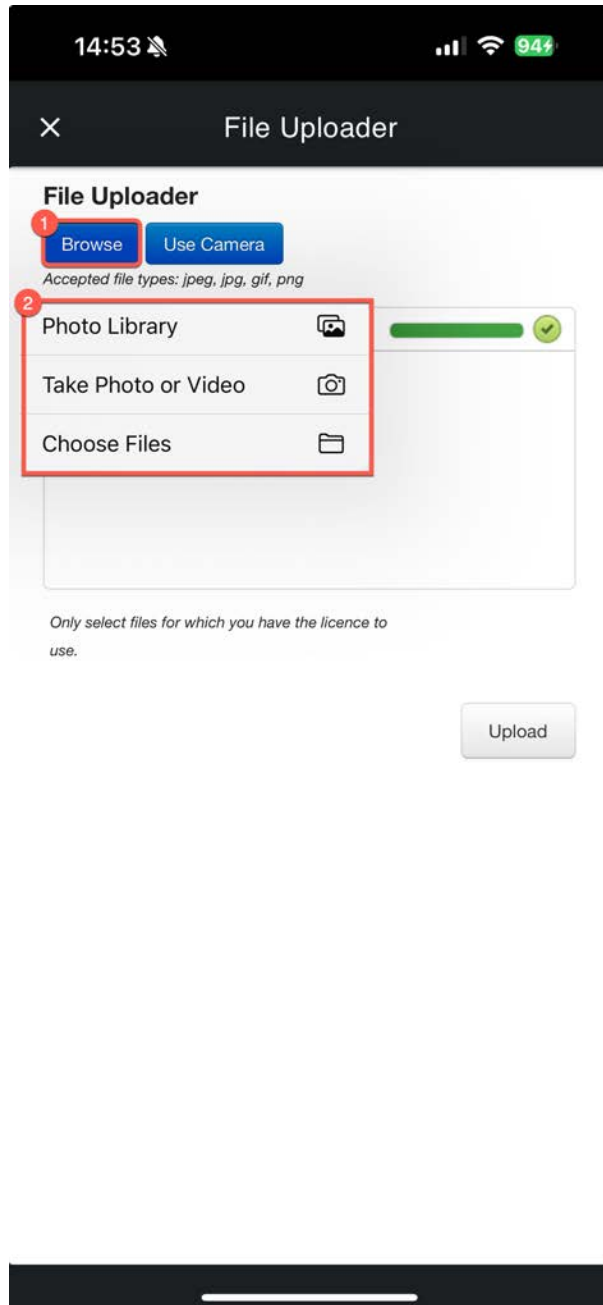 14:53
94
File Uploader
File Uploader
1
Browse
Use Camera
Accepted file types: jpeg, jpg, gif, png
2
Photo Library
Take Photo or Video
Choose Files
Only select files for which you have the licence to
use.
Upload